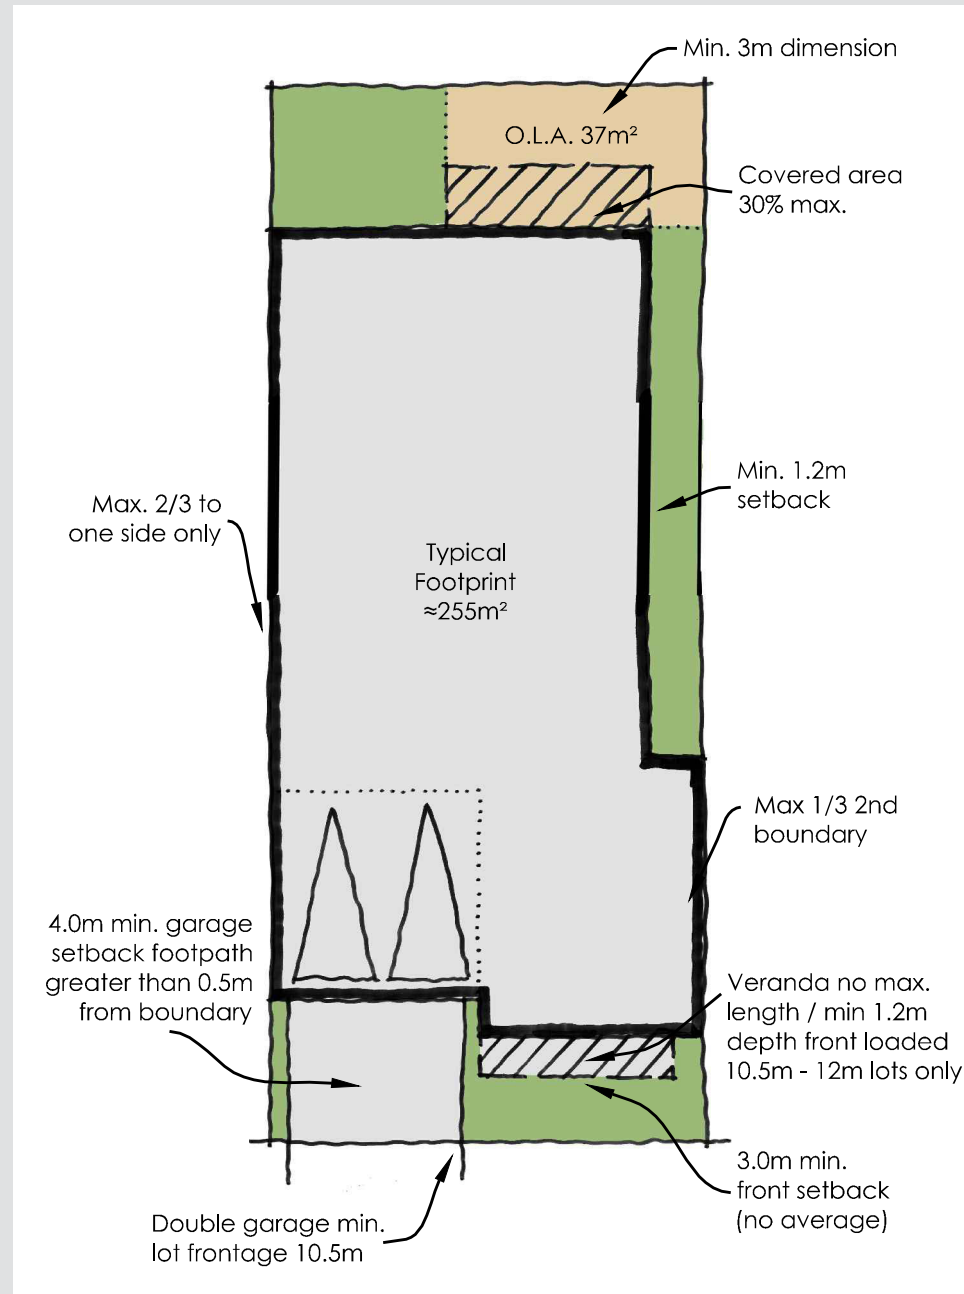 Min. 3m dimension
O.L.A. 37m²
Covered area
30% max.
Min. 1.2m
setback
Max. 2/3 to
one side only
Typical
Footprint
≈255m²
Max 1/3 2nd
boundary
4.0m min. garage
setback footpath
greater than 0.5m
from boundary
Veranda no max.
length / min 1.2m
depth front loaded
10.5m - 12m lots only
3.0m min.
front setback
(no average)
Double garage min.
lot frontage 10.5m